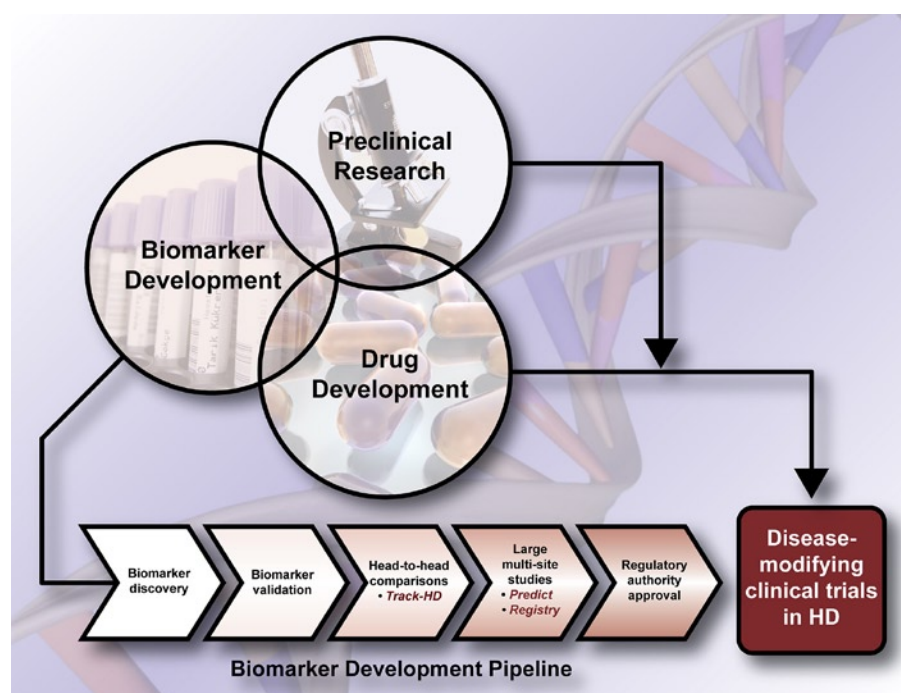 Preclinical
Research
Biomarker
Development
Drug
Development
Biomarker
discovery
Biomarker
validation
Head-to-head
comparisons
• Track-HD
Large
multi-site
studies
• Predict
• Registry
Regulatory
authority
approval
Disease-
modifying
clinical trials
in HD
Biomarker Development Pipeline